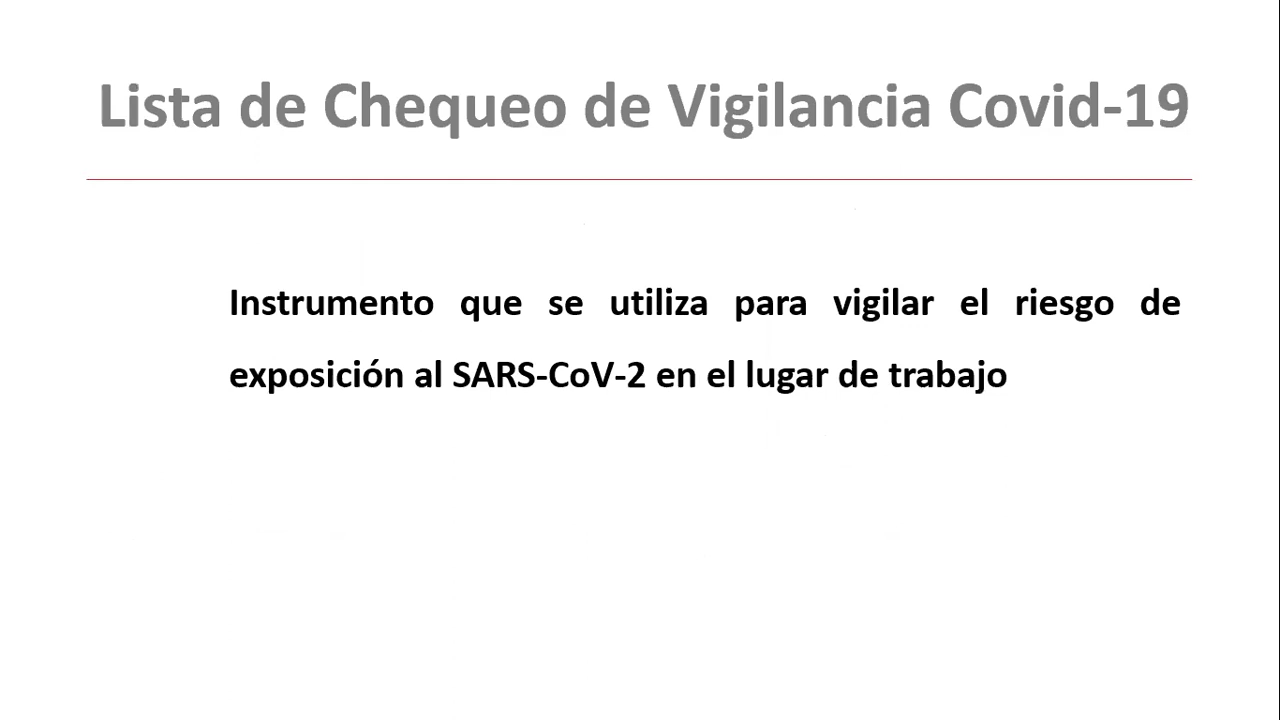 Lista de Chequeo de Vigilancia Covid-19
Instrumento que se utiliza para vigilar el riesgo de
exposición al SARS-CoV-2 en el lugar de trabajo